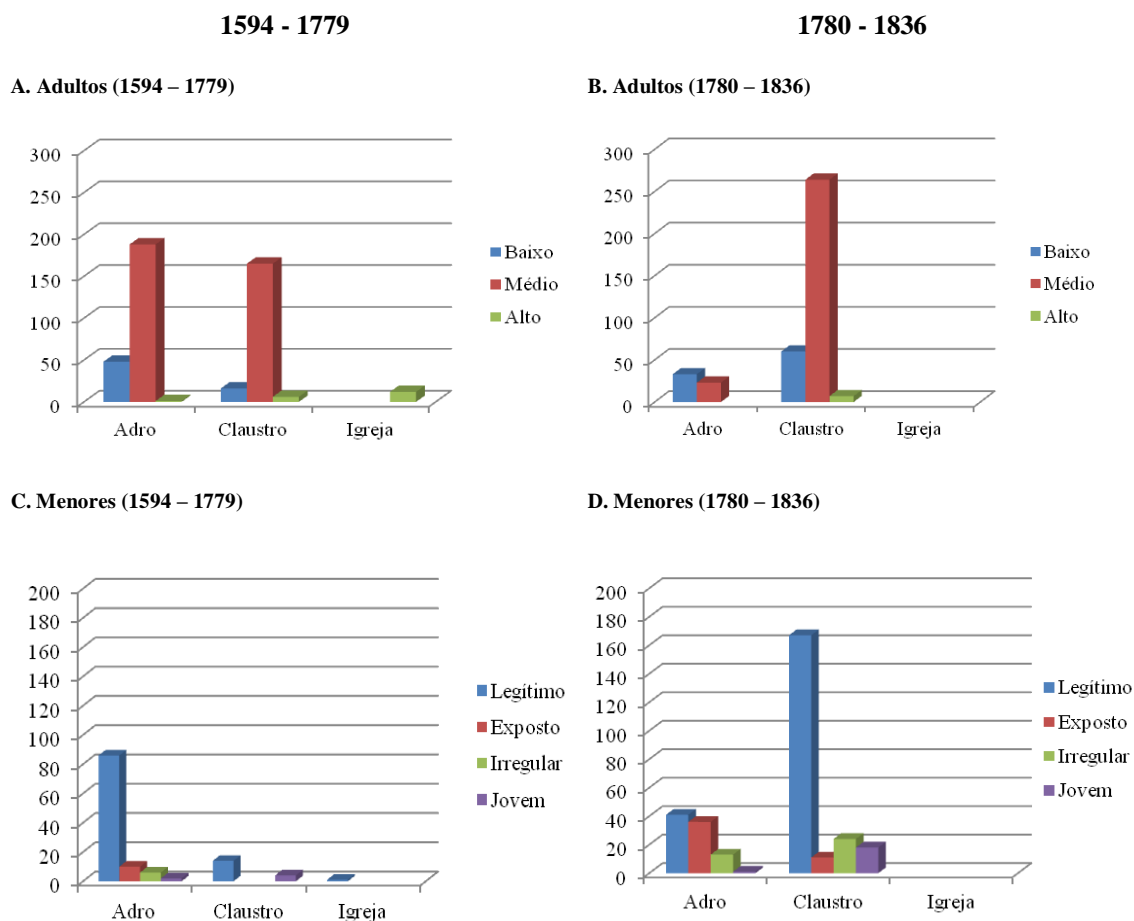 1594 - 1779
1780 - 1836
A. Adultos (1594 – 1779)
300
250
200
150
100
50
0
Adro
Claustro
Igreja
Baixo
Médio
Alto
B. Adultos (1780 – 1836)
300
250
200
150
100
50
0
Adro
Claustro
Igreja
Baixo
Médio
Alto
C. Menores (1594 – 1779)
200
180
160
140
120
100
80
60
40
20
0
Adro
Claustro
Igreja
Legítimo
Exposto
Irregular
Jovem
D. Menores (1780 – 1836)
200
180
160
140
120
100
80
60
40
20
0
Adro
Claustro
Igreja
Legítimo
Exposto
Irregular
Jovem